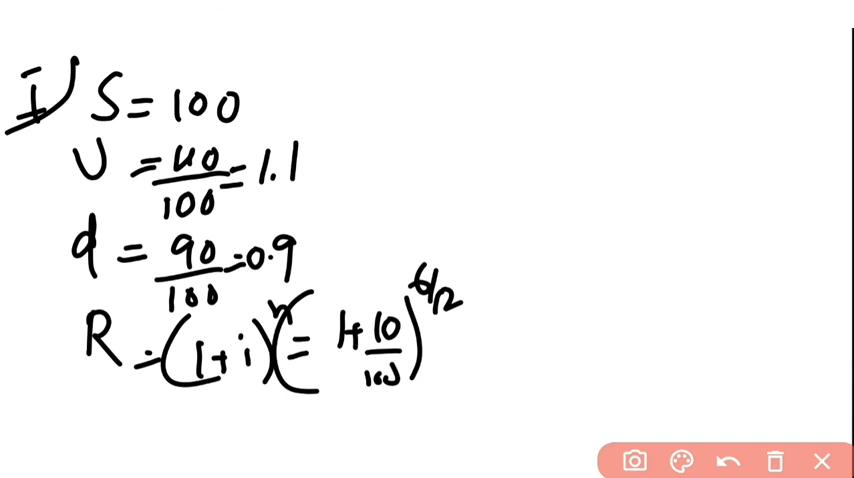 I) S = 100
U = 110/100 = 1.1
d = 90/100 = 0.9
R = (1+i)^n = (1+10/100)^6/12